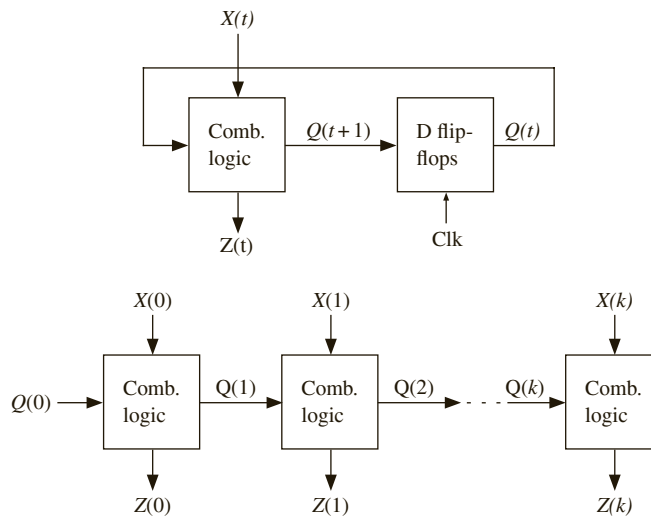 X(t)
Comb.
logic
Q(t+1)
D flip-
flops
Q(t)
Z(t)
Clk
X(0)
X(1)
X(k)
Q(0)
Comb.
logic
Q(1)
Comb.
logic
Q(2)
Q(k)
Comb.
logic
Z(0)
Z(1)
Z(k)